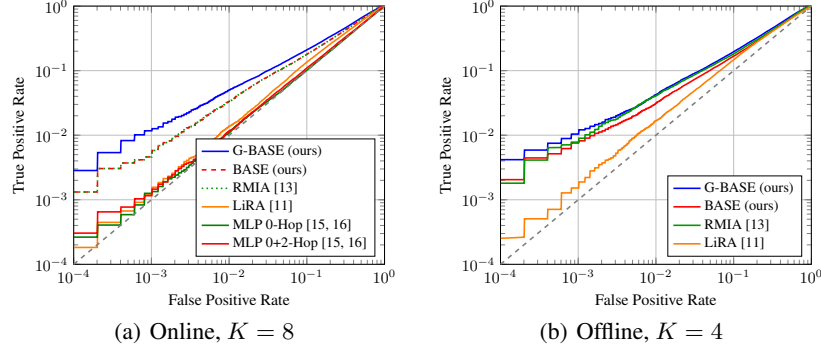 10^0
10^−1
10^−2
10^−3
10^−4
True Positive Rate
G-BASE (ours)
BASE (ours)
RMIA [13]
LiRA [11]
MLP 0-Hop [15, 16]
MLP 0+2-Hop [15, 16]
10^−4 10^−3 10^−2 10^−1 10^0
False Positive Rate
(a) Online, K = 8
10^0
10^−1
10^−2
10^−3
10^−4
True Positive Rate
G-BASE (ours)
BASE (ours)
RMIA [13]
LiRA [11]
10^−4 10^−3 10^−2 10^−1 10^0
False Positive Rate
(b) Offline, K = 4